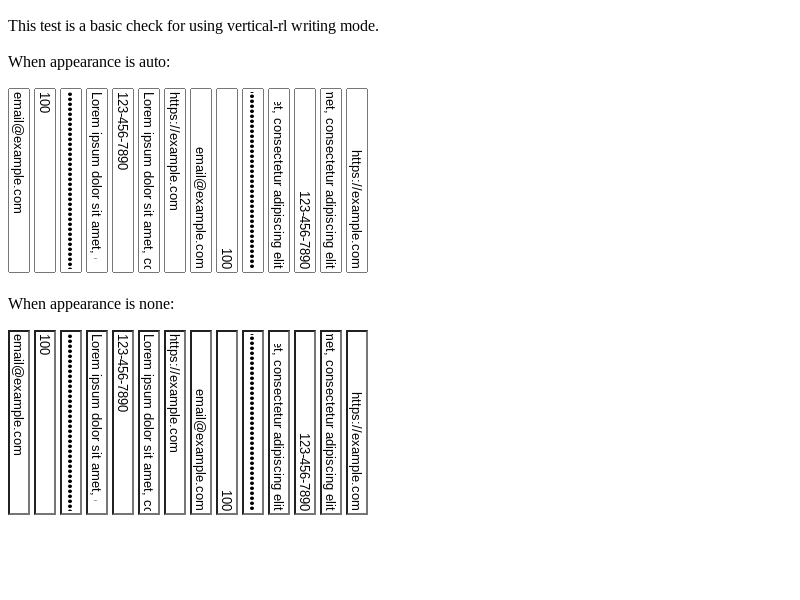 This test is a basic check for using vertical-rl writing mode.
When appearance is auto:
email@example.com
100
••••••••••••••••••••••••••••••••••
Lorem ipsum dolor sit amet,
123-456-7890
Lorem ipsum dolor sit amet, cc
https://example.com
email@example.com
100
••••••••••••••••••••••••••••••••••
et, consectetur adipiscing elit
123-456-7890
net, consectetur adipiscing elit
https://example.com
When appearance is none:
email@example.com
100
••••••••••••••••••••••••••••••••••
Lorem ipsum dolor sit amet,
123-456-7890
Lorem ipsum dolor sit amet, cc
https://example.com
email@example.com
100
••••••••••••••••••••••••••••••••••
et, consectetur adipiscing elit
123-456-7890
net, consectetur adipiscing elit
https://example.com